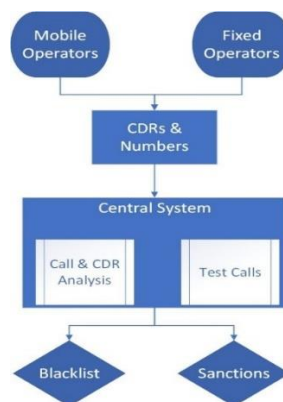 Mobile
Operators
Fixed
Operators
CDRs &
Numbers
Central System
Call & CDR
Analysis
Test Calls
Blacklist
Sanctions